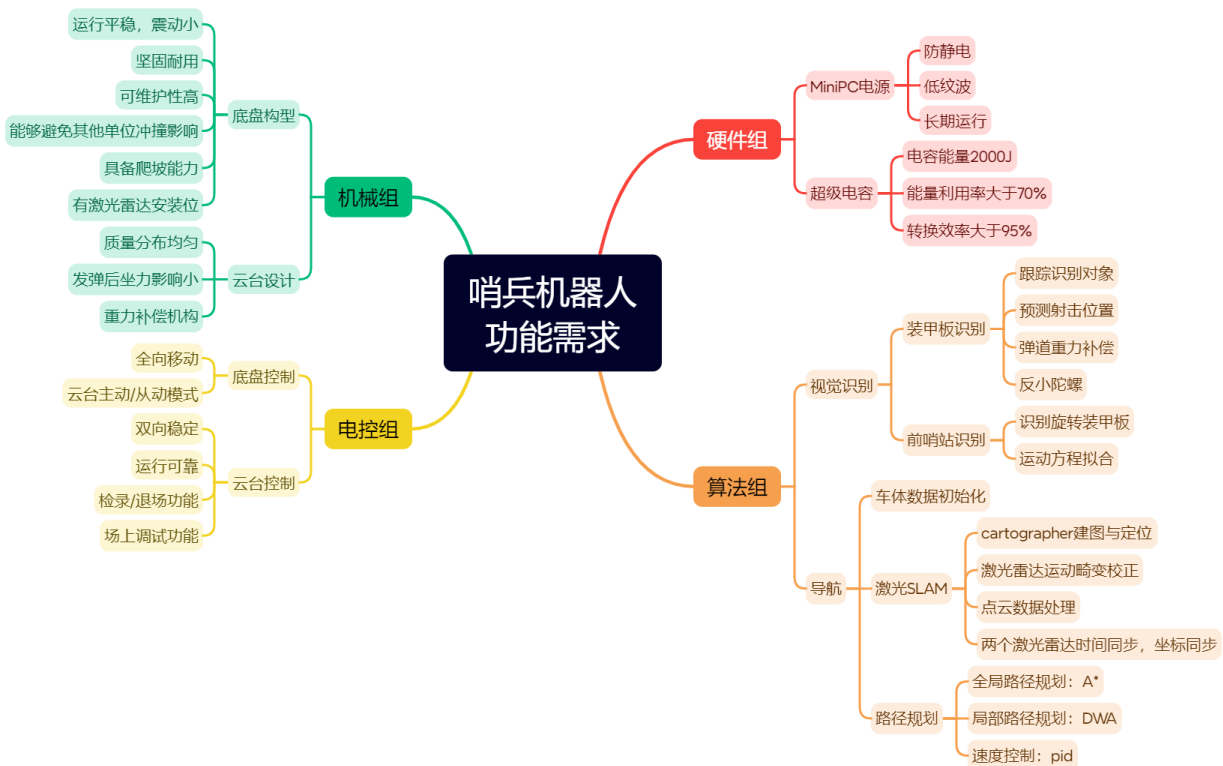 哨兵机器人
功能需求
机械组
底盘构型
运行平稳，震动小
坚固耐用
可维护性高
能够避免其他单位冲撞影响
具备爬坡能力
有激光雷达安装位
云台设计
质量分布均匀
发弹后坐力影响小
重力补偿机构
电控组
底盘控制
全向移动
云台主动/从动模式
云台控制
双向稳定
运行可靠
检录/退场功能
场上调试功能
硬件组
MiniPC电源
防静电
低纹波
长期运行
超级电容
电容能量2000J
能量利用率大于70%
转换效率大于95%
算法组
视觉识别
装甲板识别
跟踪识别对象
预测射击位置
弹道重力补偿
反小陀螺
前哨站识别
识别旋转装甲板
运动方程拟合
导航
车体数据初始化
激光SLAM
cartographer建图与定位
激光雷达运动畸变校正
点云数据处理
两个激光雷达时间同步，坐标同步
路径规划
全局路径规划：A*
局部路径规划：DWA
速度控制：pid